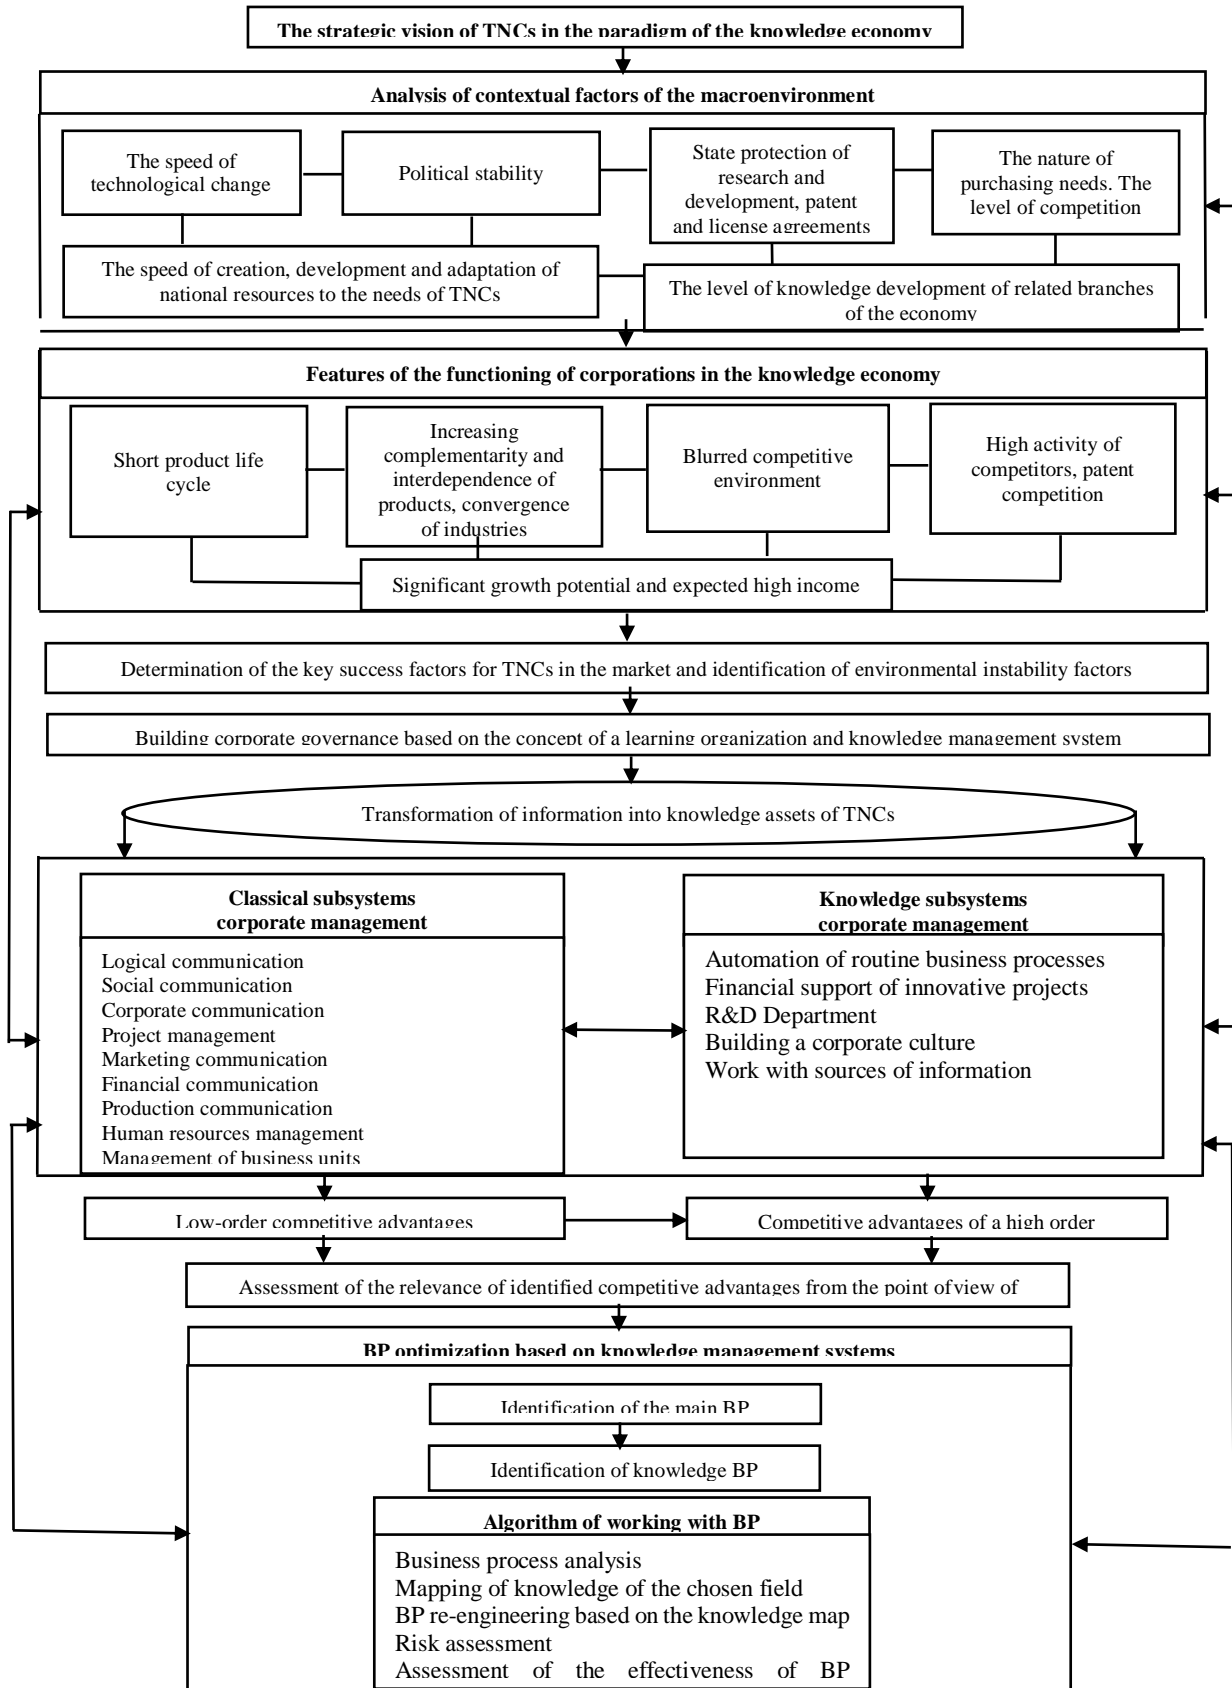 The strategic vision of TNCs in the paradigm of the knowledge economy
Analysis of contextual factors of the macroenvironment
The speed of
technological change
Political stability
State protection of
research and
development, patent
and license agreements
The nature of
purchasing needs. The
level of competition
The speed of creation, development and adaptation of
national resources to the needs of TNCs
The level of knowledge development of related branches
of the economy
Features of the functioning of corporations in the knowledge economy
Short product life
cycle
Increasing
complementarity and
interdependence of
products, convergence
of industries
Blurred competitive
environment
High activity of
competitors, patent
competition
Significant growth potential and expected high income
Determination of the key success factors for TNCs in the market and identification of environmental instability factors
Building corporate governance based on the concept of a learning organization and knowledge management system
Transformation of information into knowledge assets of TNCs
Classical subsystems
corporate management
Logical communication
Social communication
Corporate communication
Project management
Marketing communication
Financial communication
Production communication
Human resources management
Management of business units
Knowledge subsystems
corporate management
Automation of routine business processes
Financial support of innovative projects
R&D Department
Building a corporate culture
Work with sources of information
Low-order competitive advantages
Competitive advantages of a high order
Assessment of the relevance of identified competitive advantages from the point of view of
BP optimization based on knowledge management systems
Identification of the main BP
Identification of knowledge BP
Algorithm of working with BP
Business process analysis
Mapping of knowledge of the chosen field
BP re-engineering based on the knowledge map
Risk assessment
Assessment of the effectiveness of BP